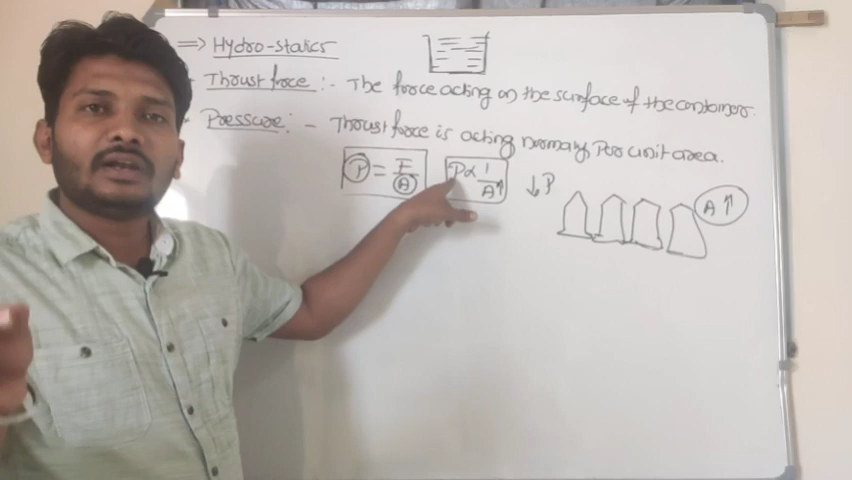 ⇒ Hydro-statics
Thrust force :- The force acting on the surface of the container.
Pressure: - Thrust force is acting normally Per unit area.
P = F/A P ∝ 1/A↑ ↓ P A ↑